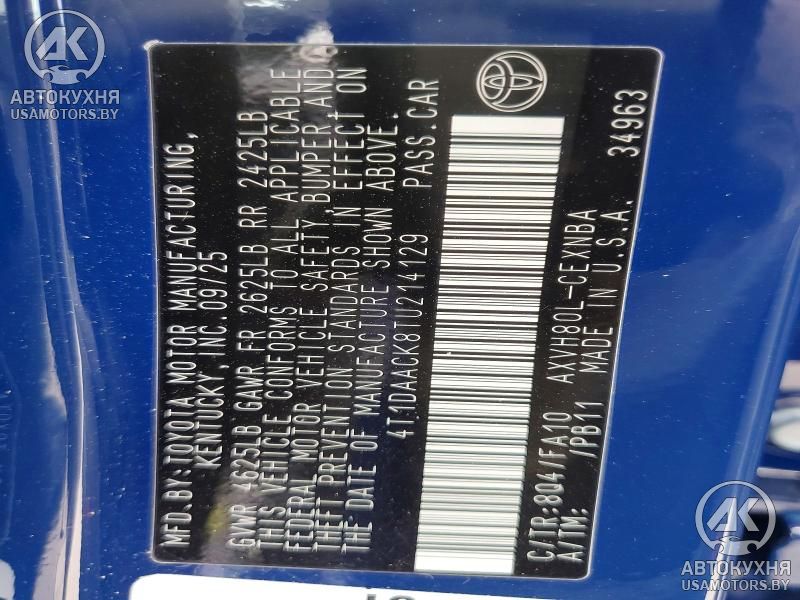 MFD.BY: TOYOTA MOTOR MANUFACTURING,
KENTUCKY, INC. 09/25
GVWR 4625LB GAWR FR 2625LB RR 2425LB
THIS VEHICLE CONFORMS TO ALL APPLICABLE
FEDERAL MOTOR VEHICLE SAFETY, BUMPER, AND
THEFT PREVENTION STANDARDS IN EFFECT ON
THE DATE OF MANUFACTURE SHOWN ABOVE.
4T1DAACK8TU214129 PASS.CAR
C/TR:8Q4/FA10 AXVH80L-CEXNBA
A/TM: /PB11 MADE IN U.S.A. 34963
АВТОКУХНЯ
USAMOTORS.BY
АВТОКУХНЯ
USAMOTORS.BY